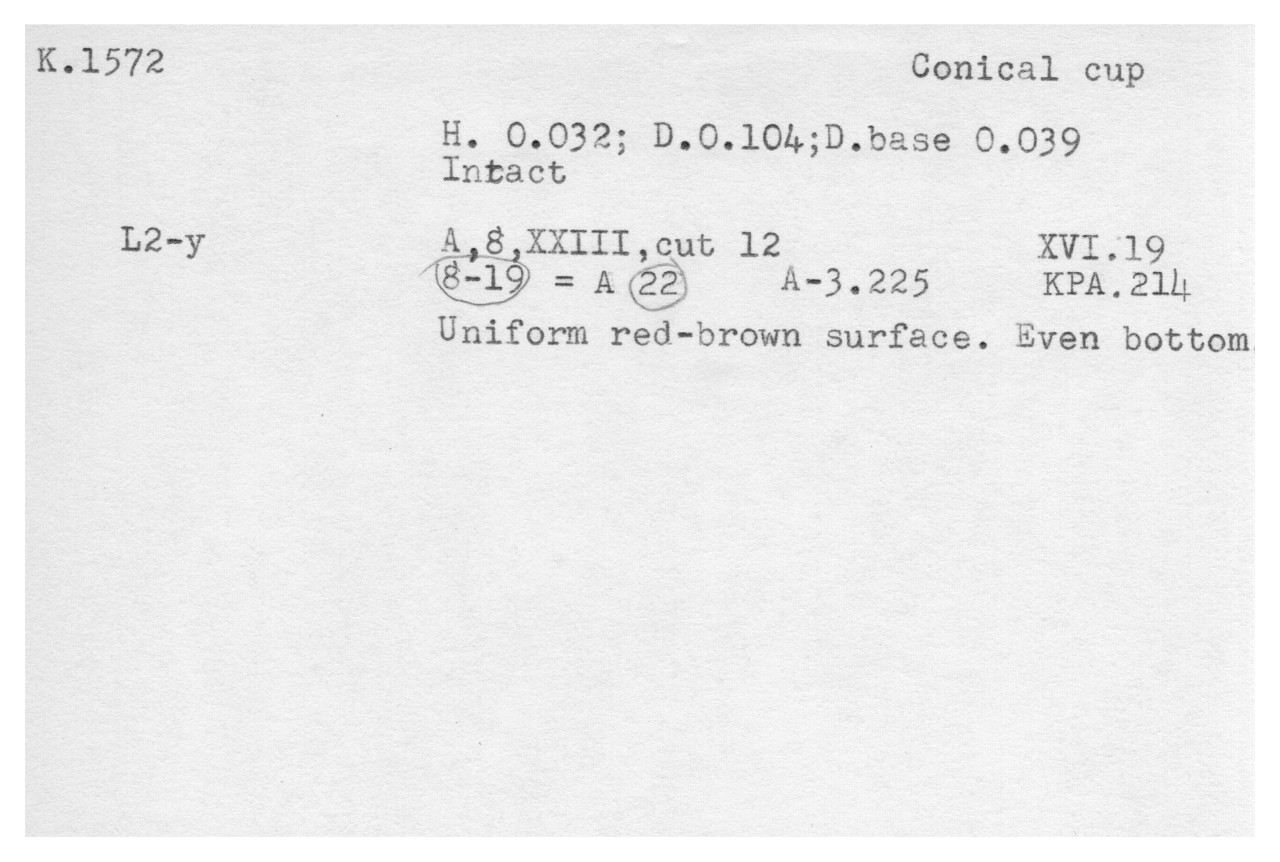 K.1572 Conical cup
H. 0.032; D.0.104;D.base 0.039
Intact
L2-y A,8,XXIII,cut 12 XVI.19
8-19 = A 22 A-3.225 KPA.214
Uniform red-brown surface. Even bottom.